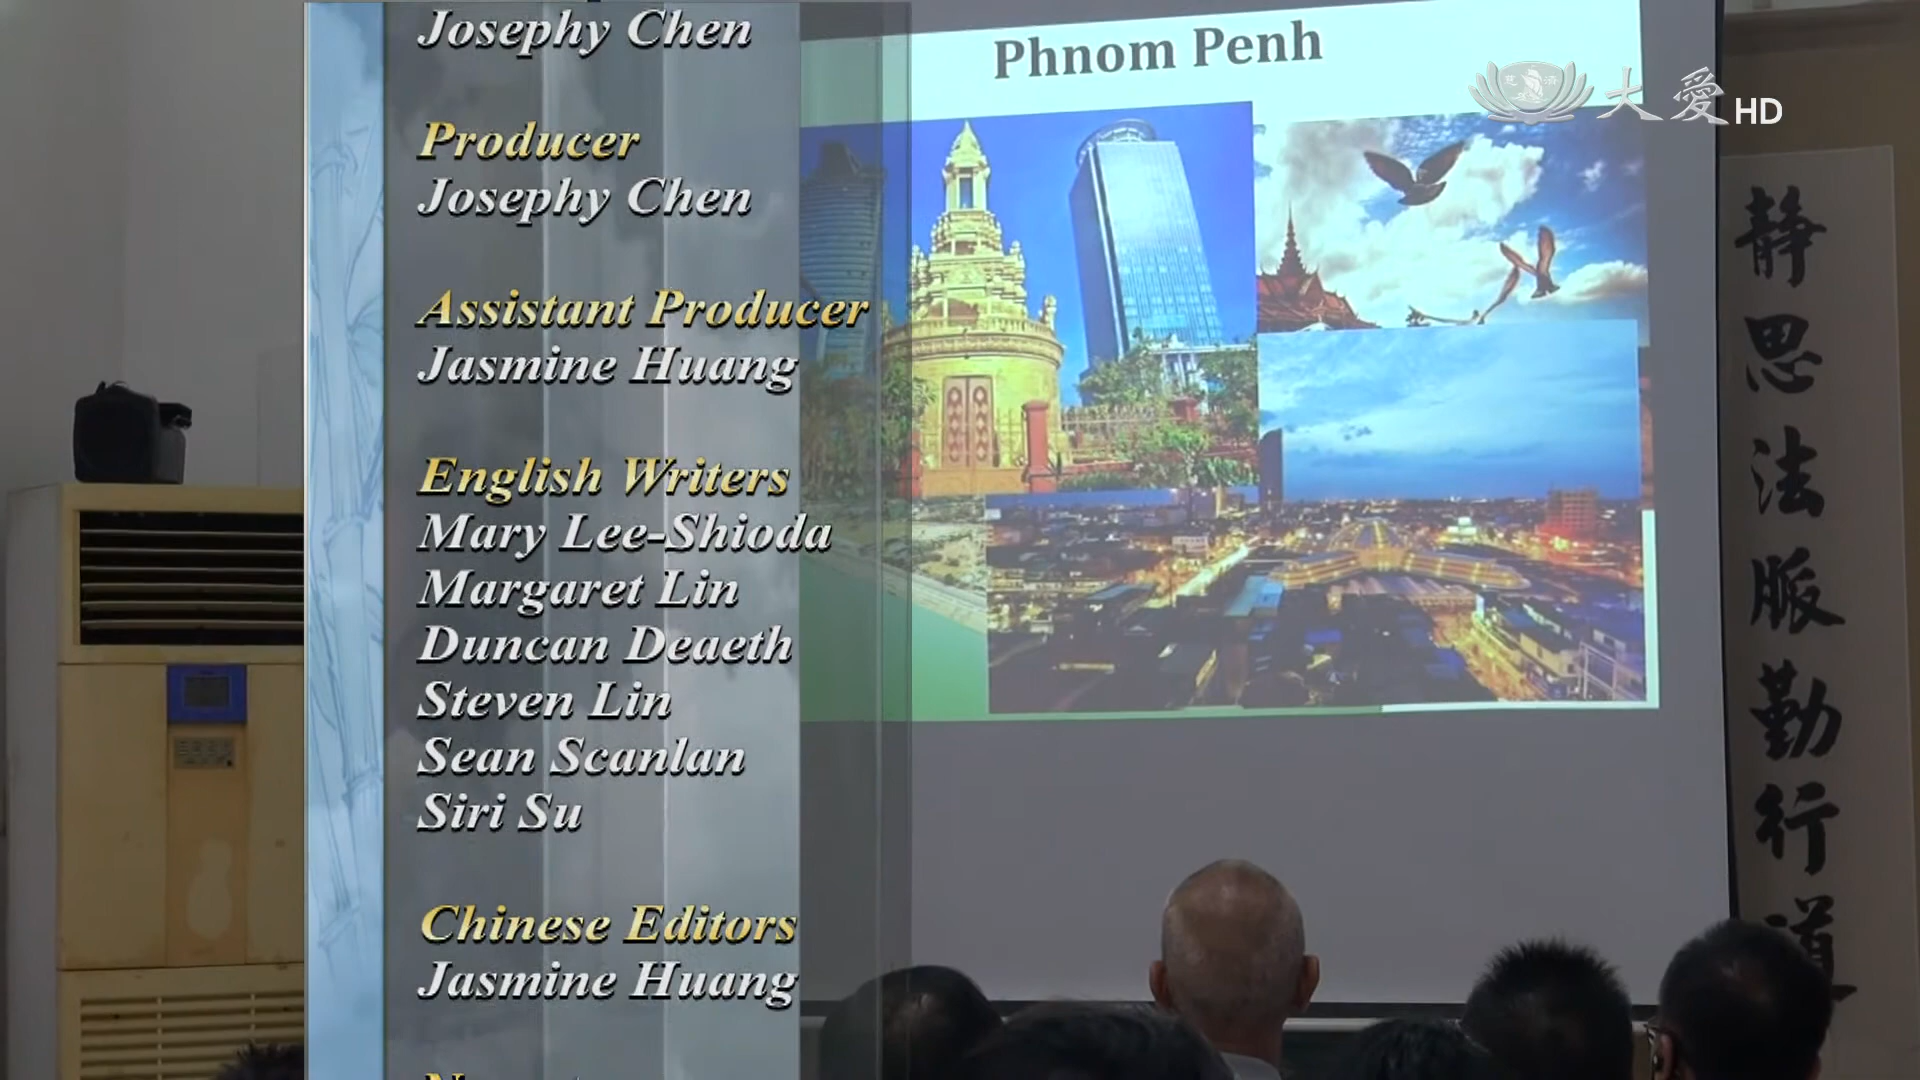 Josephy Chen
Producer
Josephy Chen
Assistant Producer
Jasmine Huang
English Writers
Mary Lee-Shioda
Margaret Lin
Duncan Deaeth
Steven Lin
Sean Scanlan
Siri Su
Chinese Editors
Jasmine Huang
Phnom Penh
大愛HD
靜思法脈勤行道